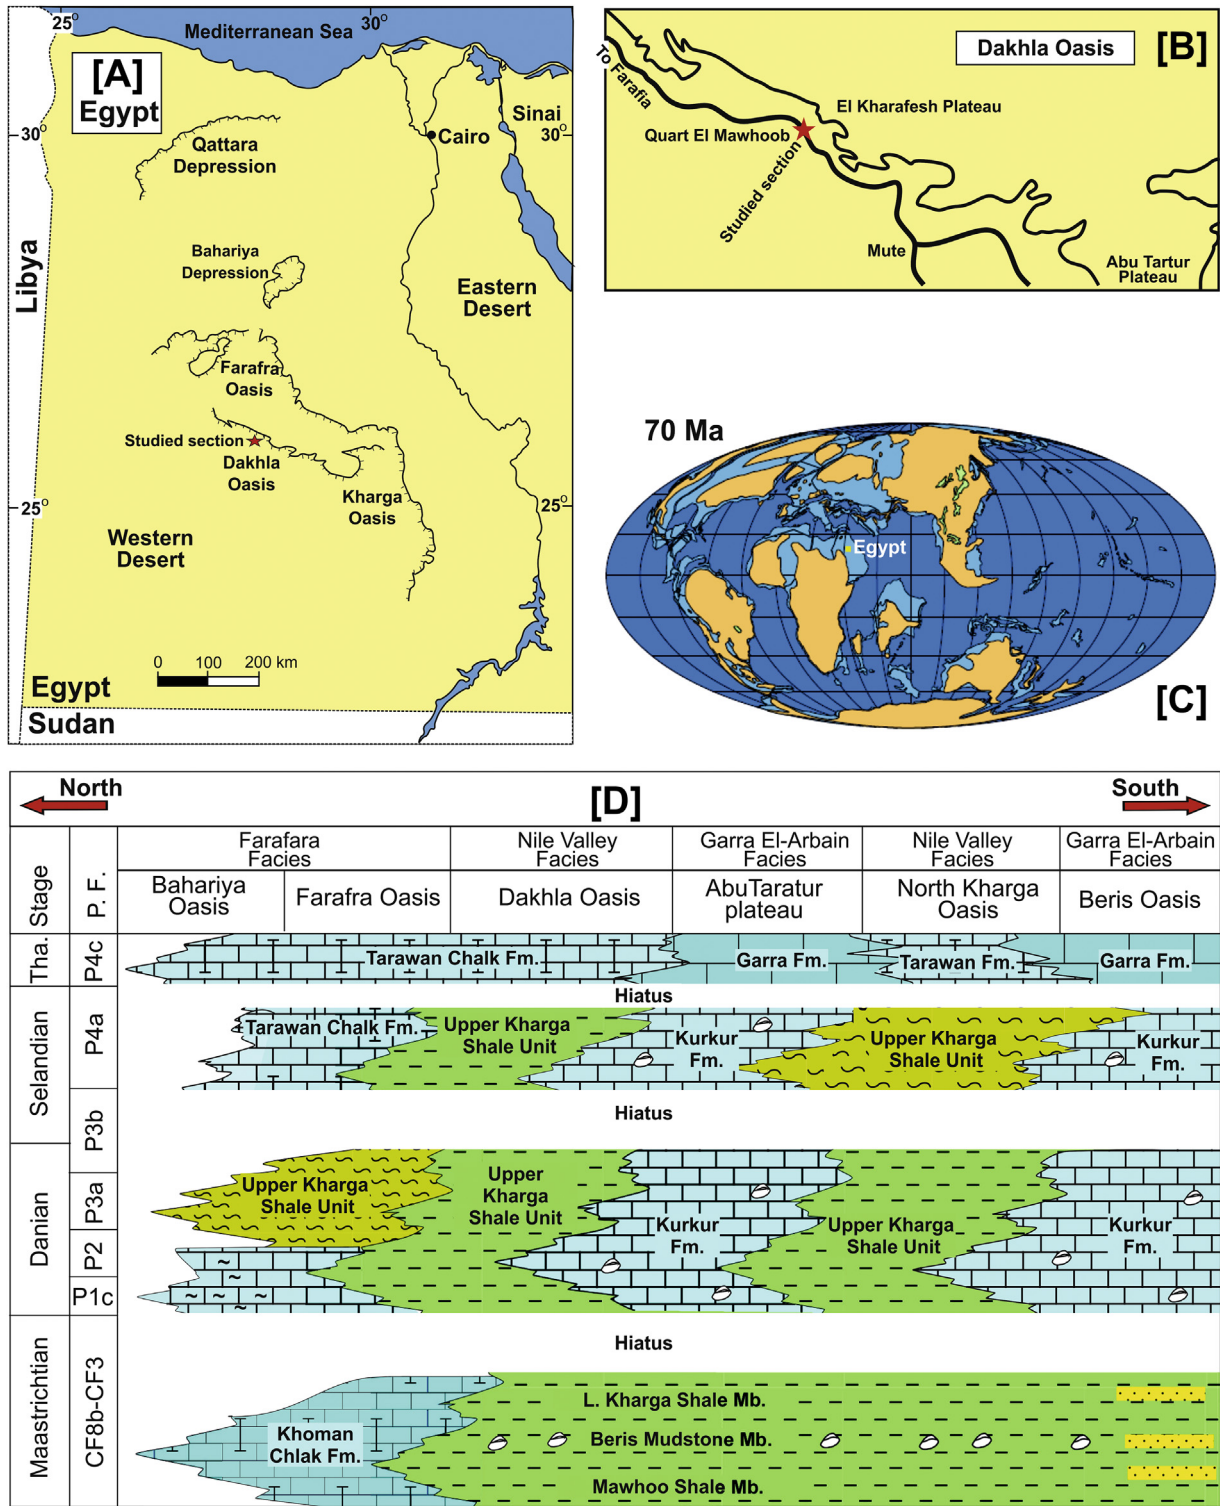 25°
30°
Mediterranean Sea
[A]
Egypt
Sinai
30°
30°
Cairo
Qattara
Depression
Libya
Bahariya
Depression
Eastern
Desert
Farafra
Oasis
Studied section
Dakhla
Oasis
Kharga
Oasis
25°
25°
Western
Desert
0 100 200 km
Egypt
Sudan
Dakhla Oasis
[B]
To Farafia
El Kharafesh Plateau
Quart El Mawhoob
Studied section
Mute
Abu Tartur
Plateau
70 Ma
Egypt
[C]
North
[D]
South
Stage
P. F.
Farafara
Facies
Nile Valley
Facies
Garra El-Arbain
Facies
Nile Valley
Facies
Garra El-Arbain
Facies
Bahariya
Oasis
Farafra Oasis
Dakhla Oasis
AbuTaratur
plateau
North Kharga
Oasis
Beris Oasis
Tha.
P4c
Tarawan Chalk Fm.
Garra Fm.
Tarawan Fm.
Garra Fm.
Hiatus
Selandian
P4a
Tarawan Chalk Fm.
Upper Kharga
Shale Unit
Kurkur
Fm.
Upper Kharga
Shale Unit
Kurkur
Fm.
P3b
Hiatus
Danian
P3a
Upper Kharga
Shale Unit
Upper
Kharga
Shale Unit
Kurkur
Fm.
Upper Kharga
Shale Unit
Kurkur
Fm.
P2
P1c
Hiatus
Maastrichtian
CF8b-CF3
L. Kharga Shale Mb.
Khoman
Chlak Fm.
Beris Mudstone Mb.
Mawhoo Shale Mb.